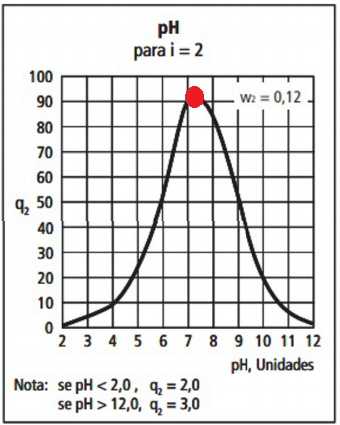 pH
para i = 2
100
90
w₂ = 0,12
80
70
60
q₂ 50
40
30
20
10
0
2 3 4 5 6 7 8 9 10 11 12
pH, Unidades
Nota: se pH < 2,0 , q₂ = 2,0
se pH > 12,0, q₂ = 3,0